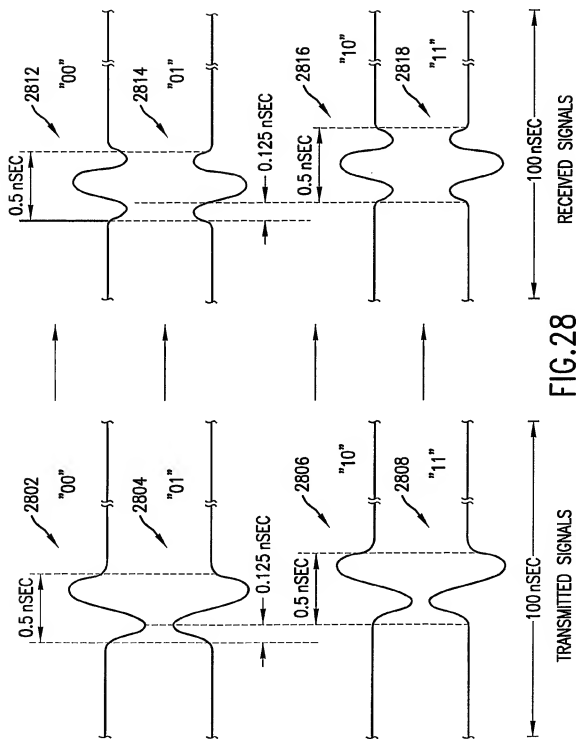 2802
"00"
0.5 nSEC
2804
"01"
0.125 nSEC
2806
"10"
0.5 nSEC
2808
"11"
100 nSEC
TRANSMITTED SIGNALS
2812
"00"
0.5 nSEC
2814
"01"
0.125 nSEC
2816
"10"
0.5 nSEC
2818
"11"
100 nSEC
RECEIVED SIGNALS
FIG.28